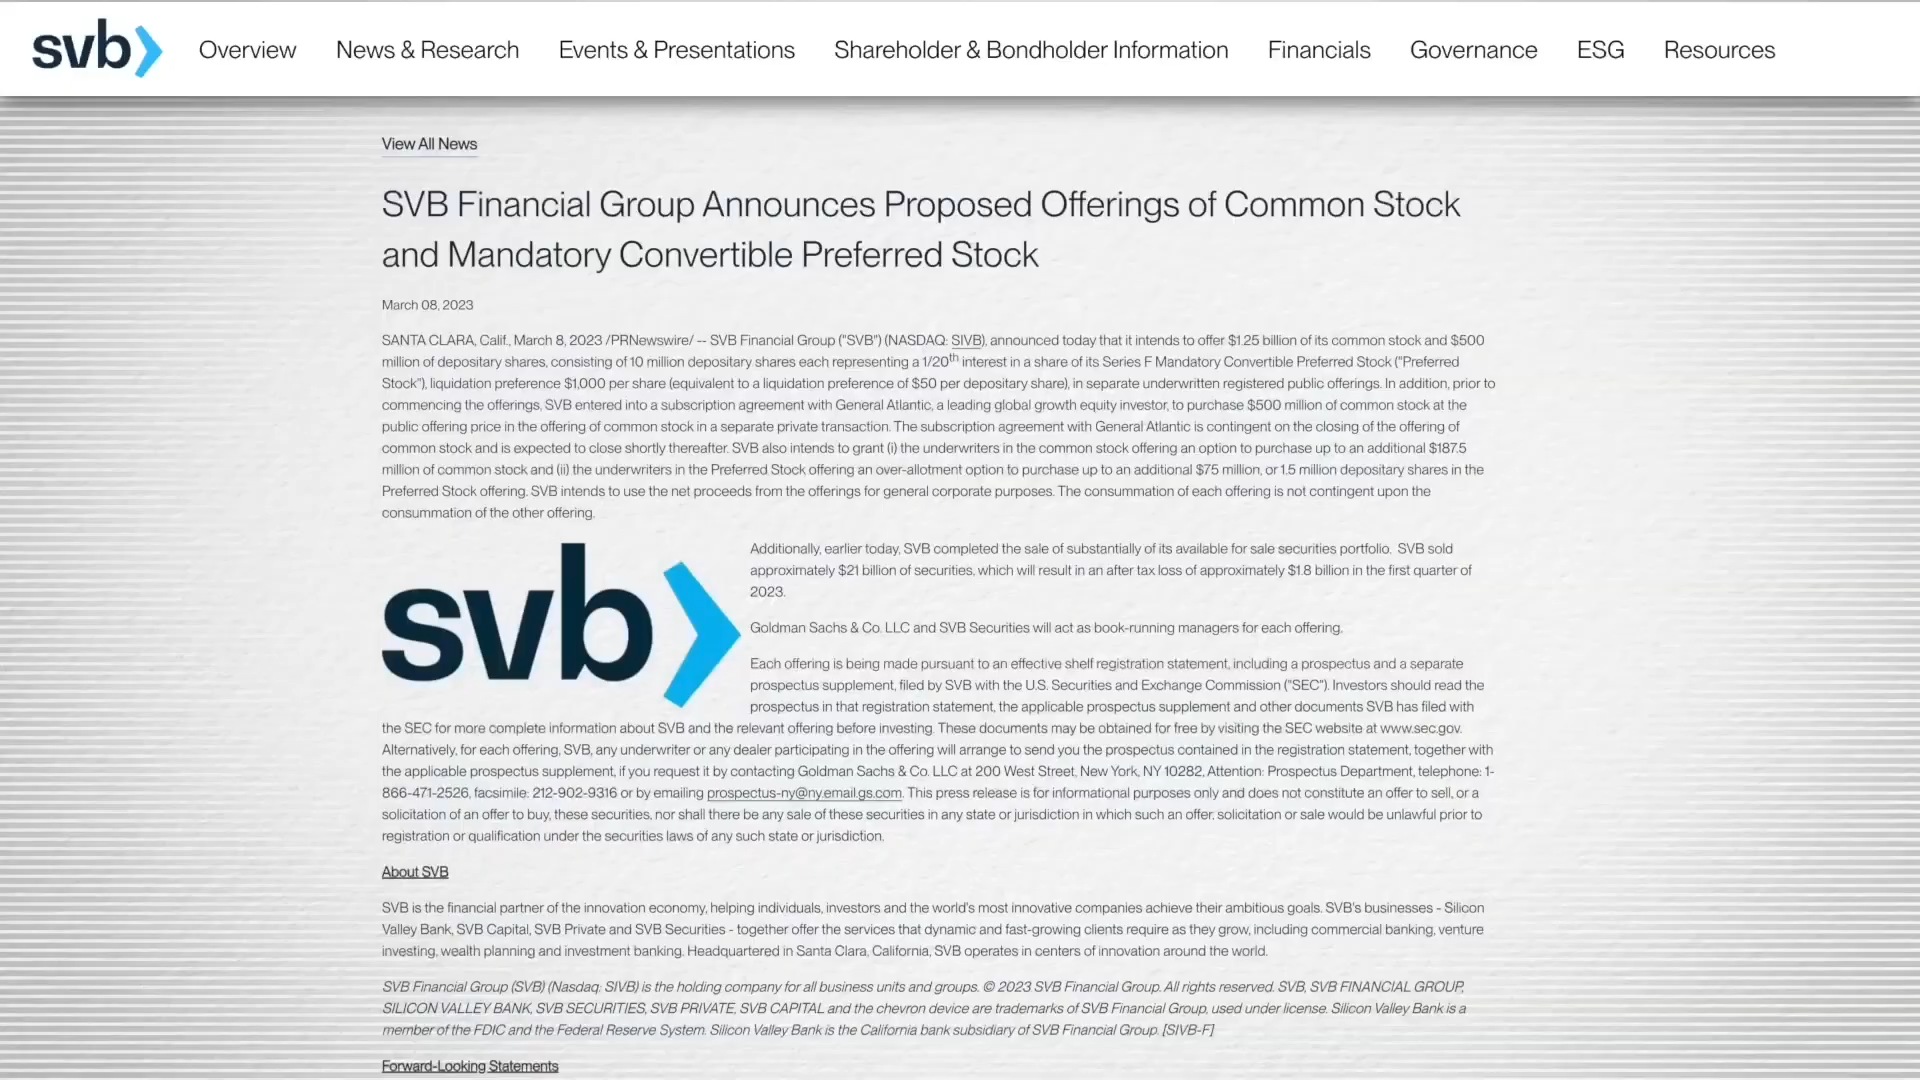 svb
Overview
News & Research
Events & Presentations
Shareholder & Bondholder Information
Financials
Governance
ESG
Resources
View All News
SVB Financial Group Announces Proposed Offerings of Common Stock
and Mandatory Convertible Preferred Stock
March 08, 2023
SANTA CLARA, Calif., March 8, 2023 /PRNewswire/ -- SVB Financial Group ("SVB") (NASDAQ: SIVB), announced today that it intends to offer $1.25 billion of its common stock and $500
million of depositary shares, consisting of 10 million depositary shares each representing a 1/20th interest in a share of its Series F Mandatory Convertible Preferred Stock ("Preferred
Stock"), liquidation preference $1,000 per share (equivalent to a liquidation preference of $50 per depositary share), in separate underwritten registered public offerings. In addition, prior to
commencing the offerings, SVB entered into a subscription agreement with General Atlantic, a leading global growth equity investor, to purchase $500 million of common stock at the
public offering price in the offering of common stock in a separate private transaction. The subscription agreement with General Atlantic is contingent on the closing of the offering of
common stock and is expected to close shortly thereafter. SVB also intends to grant (i) the underwriters in the common stock offering an option to purchase up to an additional $187.5
million of common stock and (ii) the underwriters in the Preferred Stock offering an over-allotment option to purchase up to an additional $75 million, or 1.5 million depositary shares in the
Preferred Stock offering. SVB intends to use the net proceeds from the offerings for general corporate purposes. The consummation of each offering is not contingent upon the
consummation of the other offering.
svb
Additionally, earlier today, SVB completed the sale of substantially of its available for sale securities portfolio. SVB sold
approximately $21 billion of securities, which will result in an after tax loss of approximately $1.8 billion in the first quarter of
2023.
Goldman Sachs & Co. LLC and SVB Securities will act as book-running managers for each offering.
Each offering is being made pursuant to an effective shelf registration statement, including a prospectus and a separate
prospectus supplement, filed by SVB with the U.S. Securities and Exchange Commission ("SEC"). Investors should read the
prospectus in that registration statement, the applicable prospectus supplement and other documents SVB has filed with
the SEC for more complete information about SVB and the relevant offering before investing. These documents may be obtained for free by visiting the SEC website at www.sec.gov.
Alternatively, for each offering, SVB, any underwriter or any dealer participating in the offering will arrange to send you the prospectus contained in the registration statement, together with
the applicable prospectus supplement, if you request it by contacting Goldman Sachs & Co. LLC at 200 West Street, New York, NY 10282, Attention: Prospectus Department, telephone: 1-
866-471-2526, facsimile: 212-902-9316 or by emailing prospectus-ny@ny.email.gs.com. This press release is for informational purposes only and does not constitute an offer to sell, or a
solicitation of an offer to buy, these securities, nor shall there be any sale of these securities in any state or jurisdiction in which such an offer, solicitation or sale would be unlawful prior to
registration or qualification under the securities laws of any such state or jurisdiction.
About SVB
SVB is the financial partner of the innovation economy, helping individuals, investors and the world's most innovative companies achieve their ambitious goals. SVB's businesses - Silicon
Valley Bank, SVB Capital, SVB Private and SVB Securities - together offer the services that dynamic and fast-growing clients require as they grow, including commercial banking, venture
investing, wealth planning and investment banking. Headquartered in Santa Clara, California, SVB operates in centers of innovation around the world.
SVB Financial Group (SVB) (Nasdaq: SIVB) is the holding company for all business units and groups. © 2023 SVB Financial Group. All rights reserved. SVB, SVB FINANCIAL GROUP,
SILICON VALLEY BANK, SVB SECURITIES, SVB PRIVATE, SVB CAPITAL and the chevron device are trademarks of SVB Financial Group, used under license. Silicon Valley Bank is a
member of the FDIC and the Federal Reserve System. Silicon Valley Bank is the California bank subsidiary of SVB Financial Group. [SIVB-F]
Forward-Looking Statements